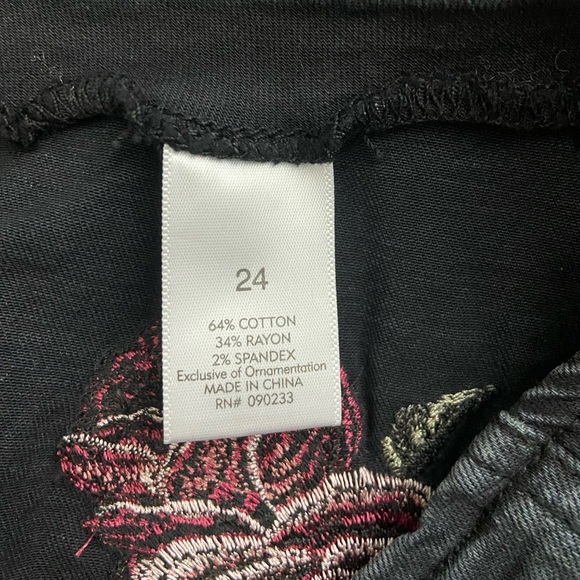 24
64% COTTON
34% RAYON
2% SPANDEX
Exclusive of Ornamentation
MADE IN CHINA
RN# 090233